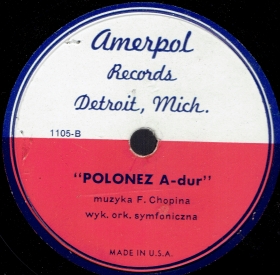 Amerpol
Records
Detroit, Mich.
1105-B
"POLONEZ A-dur"
muzyka F. Chopina
wyk. ork. symfoniczna
MADE IN U.S.A.